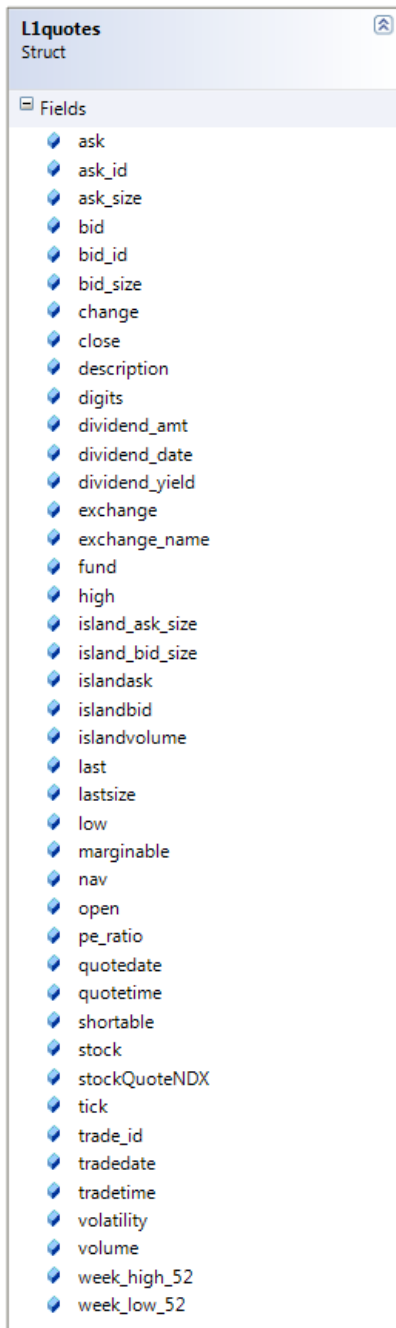 L1quotes
Struct
Fields
ask
ask_id
ask_size
bid
bid_id
bid_size
change
close
description
digits
dividend_amt
dividend_date
dividend_yield
exchange
exchange_name
fund
high
island_ask_size
island_bid_size
islandask
islandbid
islandvolume
last
lastsize
low
marginable
nav
open
pe_ratio
quotedate
quotetime
shortable
stock
stockQuoteNDX
tick
trade_id
tradedate
tradetime
volatility
volume
week_high_52
week_low_52